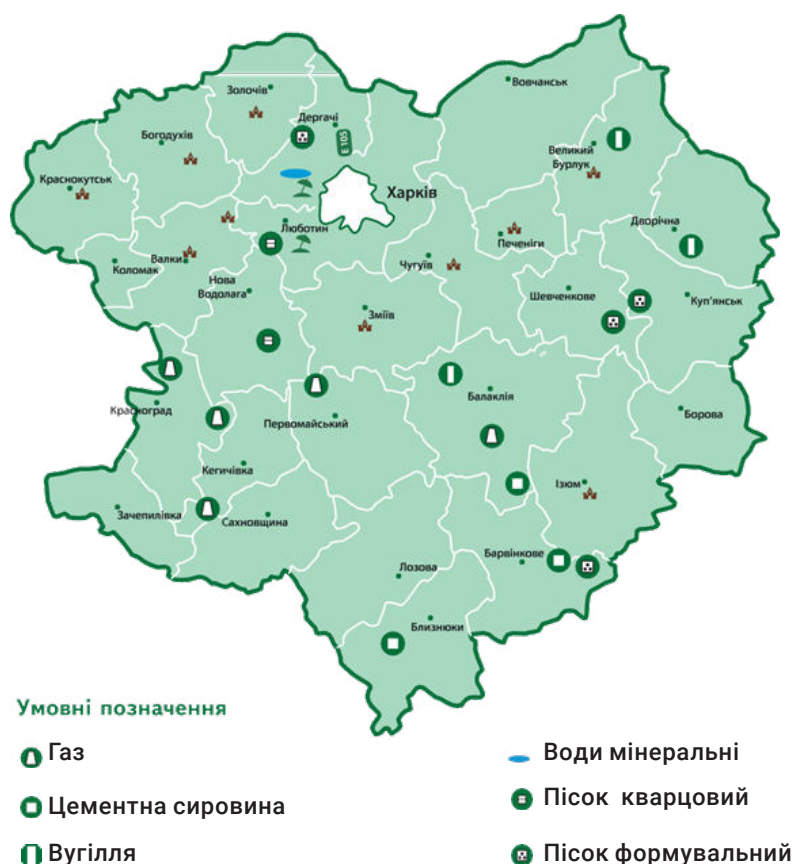 Вовчанськ
Золочів
Дергачі
Е 105
Богодухів
Великий
Бурлук
Краснокутськ
Харків
Люботин
Печеніги
Дворічна
Валки
Коломак
Чугуїв
Нова
Водолага
Шевченкове
Куп'янськ
Зміїв
Балаклія
Красноград
Первомайський
Борова
Кегичівка
Ізюм
Зачепилівка
Сахновщина
Барвінкове
Лозова
Близнюки
Умовні позначення
Газ
Цементна сировина
Вугілля
Води мінеральні
Пісок кварцовий
Пісок формувальний